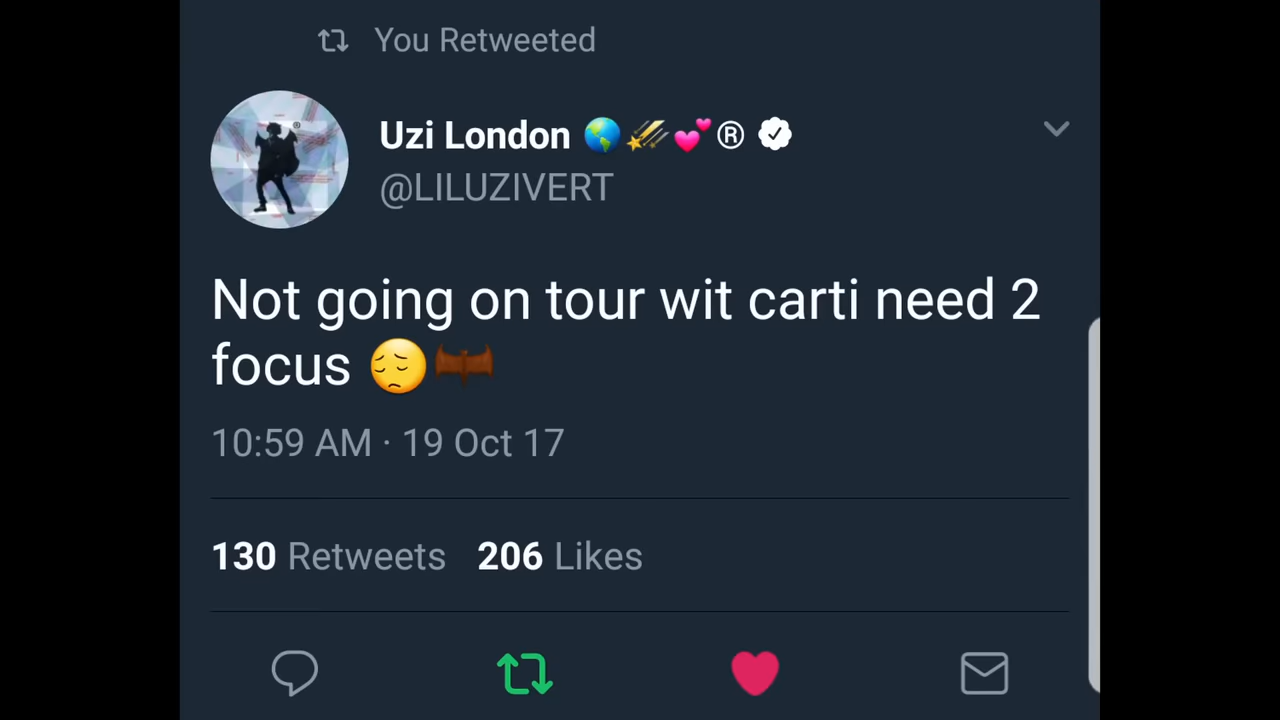 You Retweeted
Uzi London 🌎🌠💕®
@LILUZIVERT
Not going on tour wit carti need 2
focus 😔🦇
10:59 AM · 19 Oct 17
130 Retweets 206 Likes